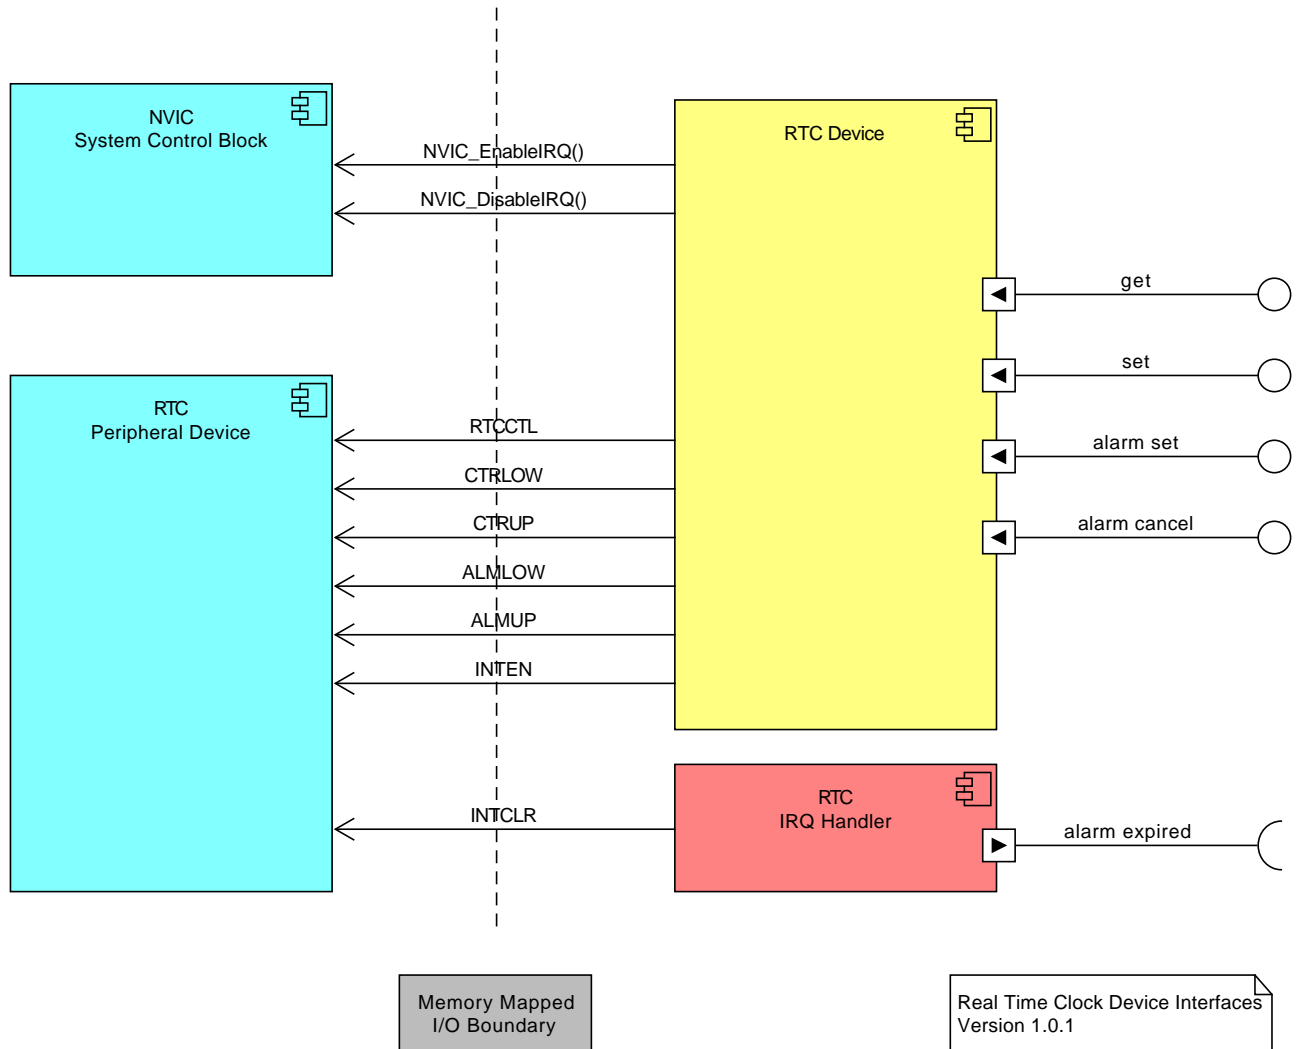 NVIC
System Control Block
RTC Device
NVIC_EnableIRQ()
NVIC_DisableIRQ()
get
set
alarm set
alarm cancel
RTC
Peripheral Device
RTCCTL
CTRLOW
CTRUP
ALMLOW
ALMUP
INTEN
INTCLR
RTC
IRQ Handler
alarm expired
Memory Mapped
I/O Boundary
Real Time Clock Device Interfaces
Version 1.0.1